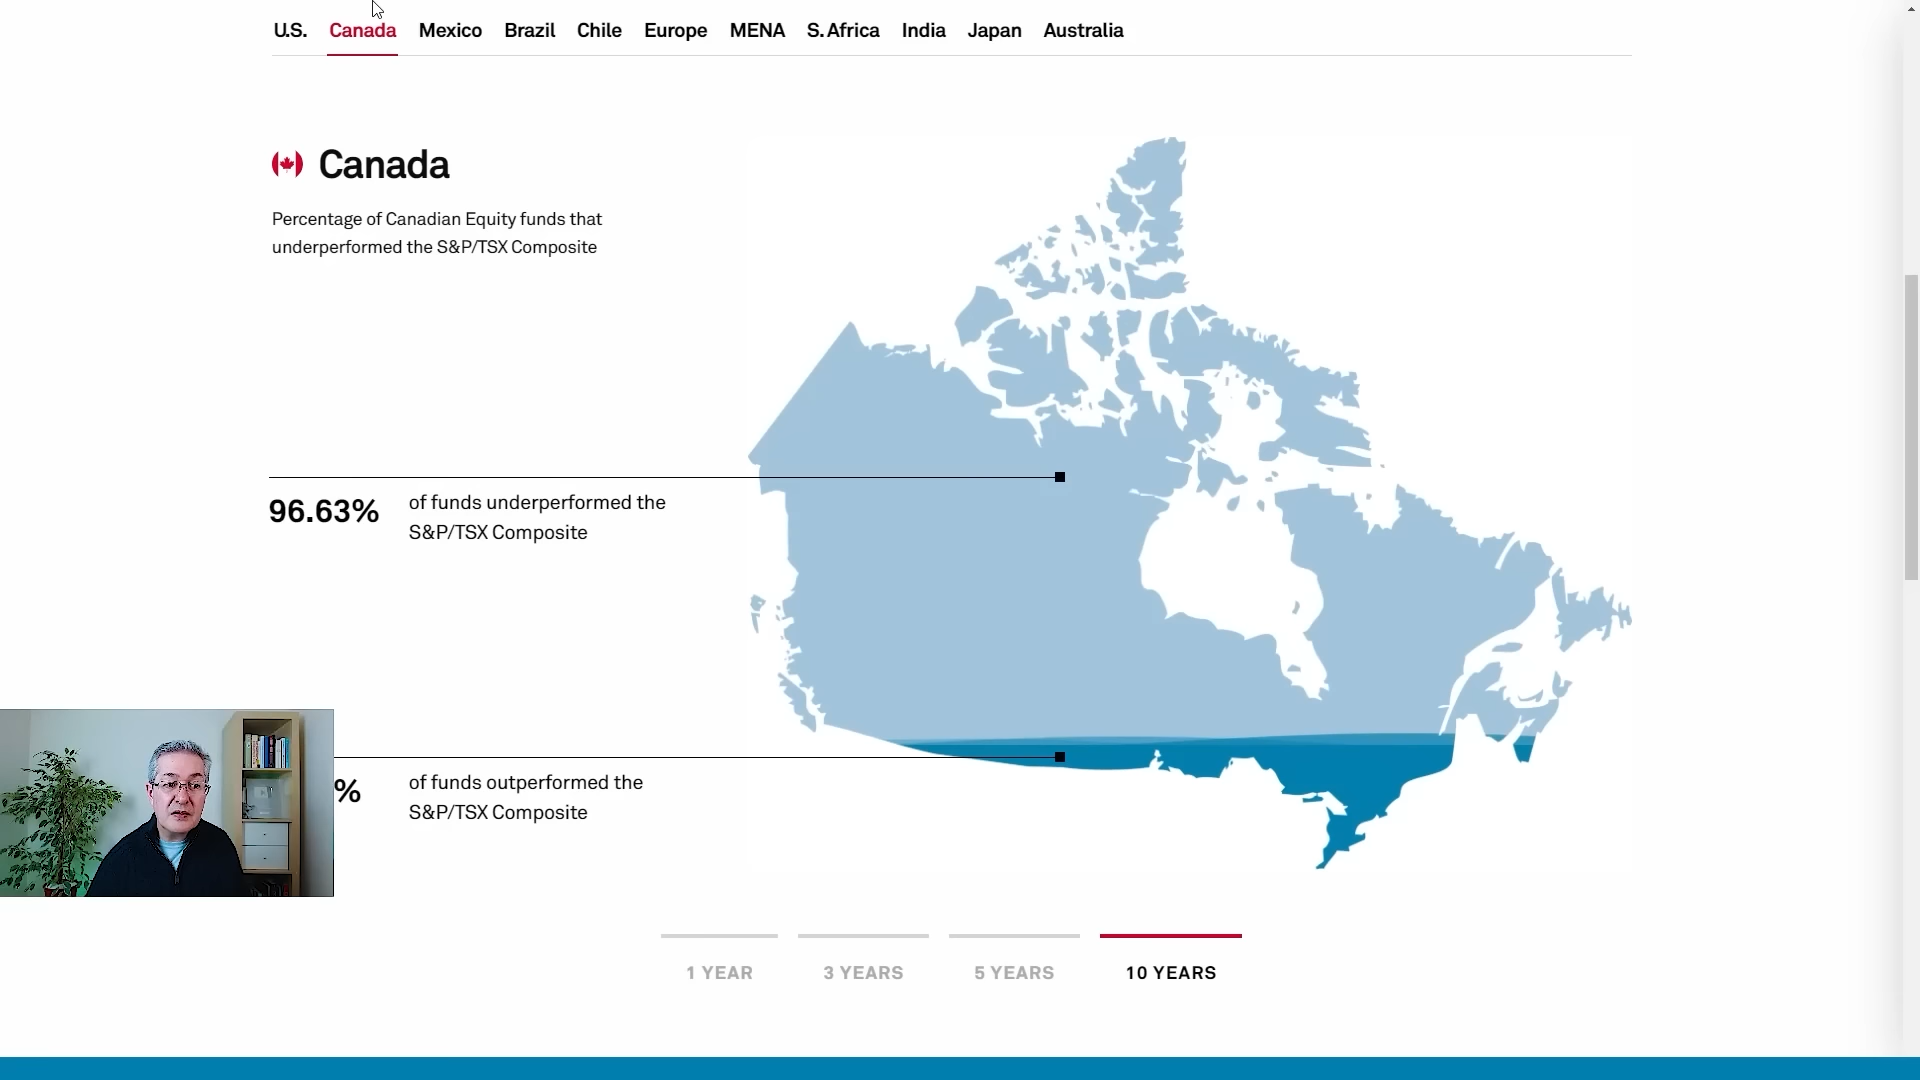 U.S. Canada Mexico Brazil Chile Europe MENA S. Africa India Japan Australia
Canada
Percentage of Canadian Equity funds that
underperformed the S&P/TSX Composite
96.63%
of funds underperformed the
S&P/TSX Composite
%
of funds outperformed the
S&P/TSX Composite
1 YEAR 3 YEARS 5 YEARS 10 YEARS